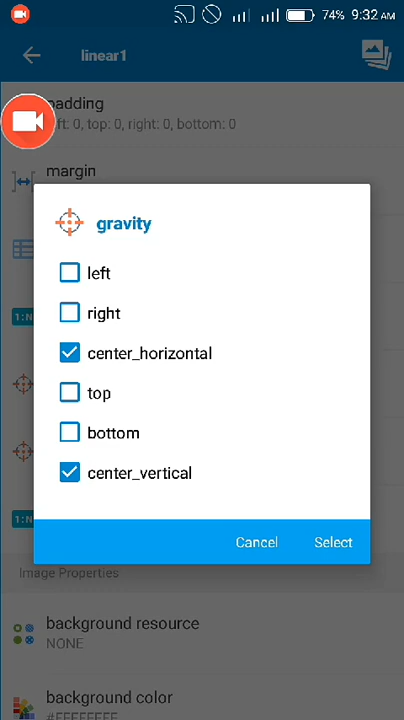 74% 9:32 AM
linear1
padding
left: 0, top: 0, right: 0, bottom: 0
margin
gravity
left
right
center_horizontal
top
bottom
center_vertical
Cancel
Select
Image Properties
background resource
NONE
background color
#FFFFFFFF